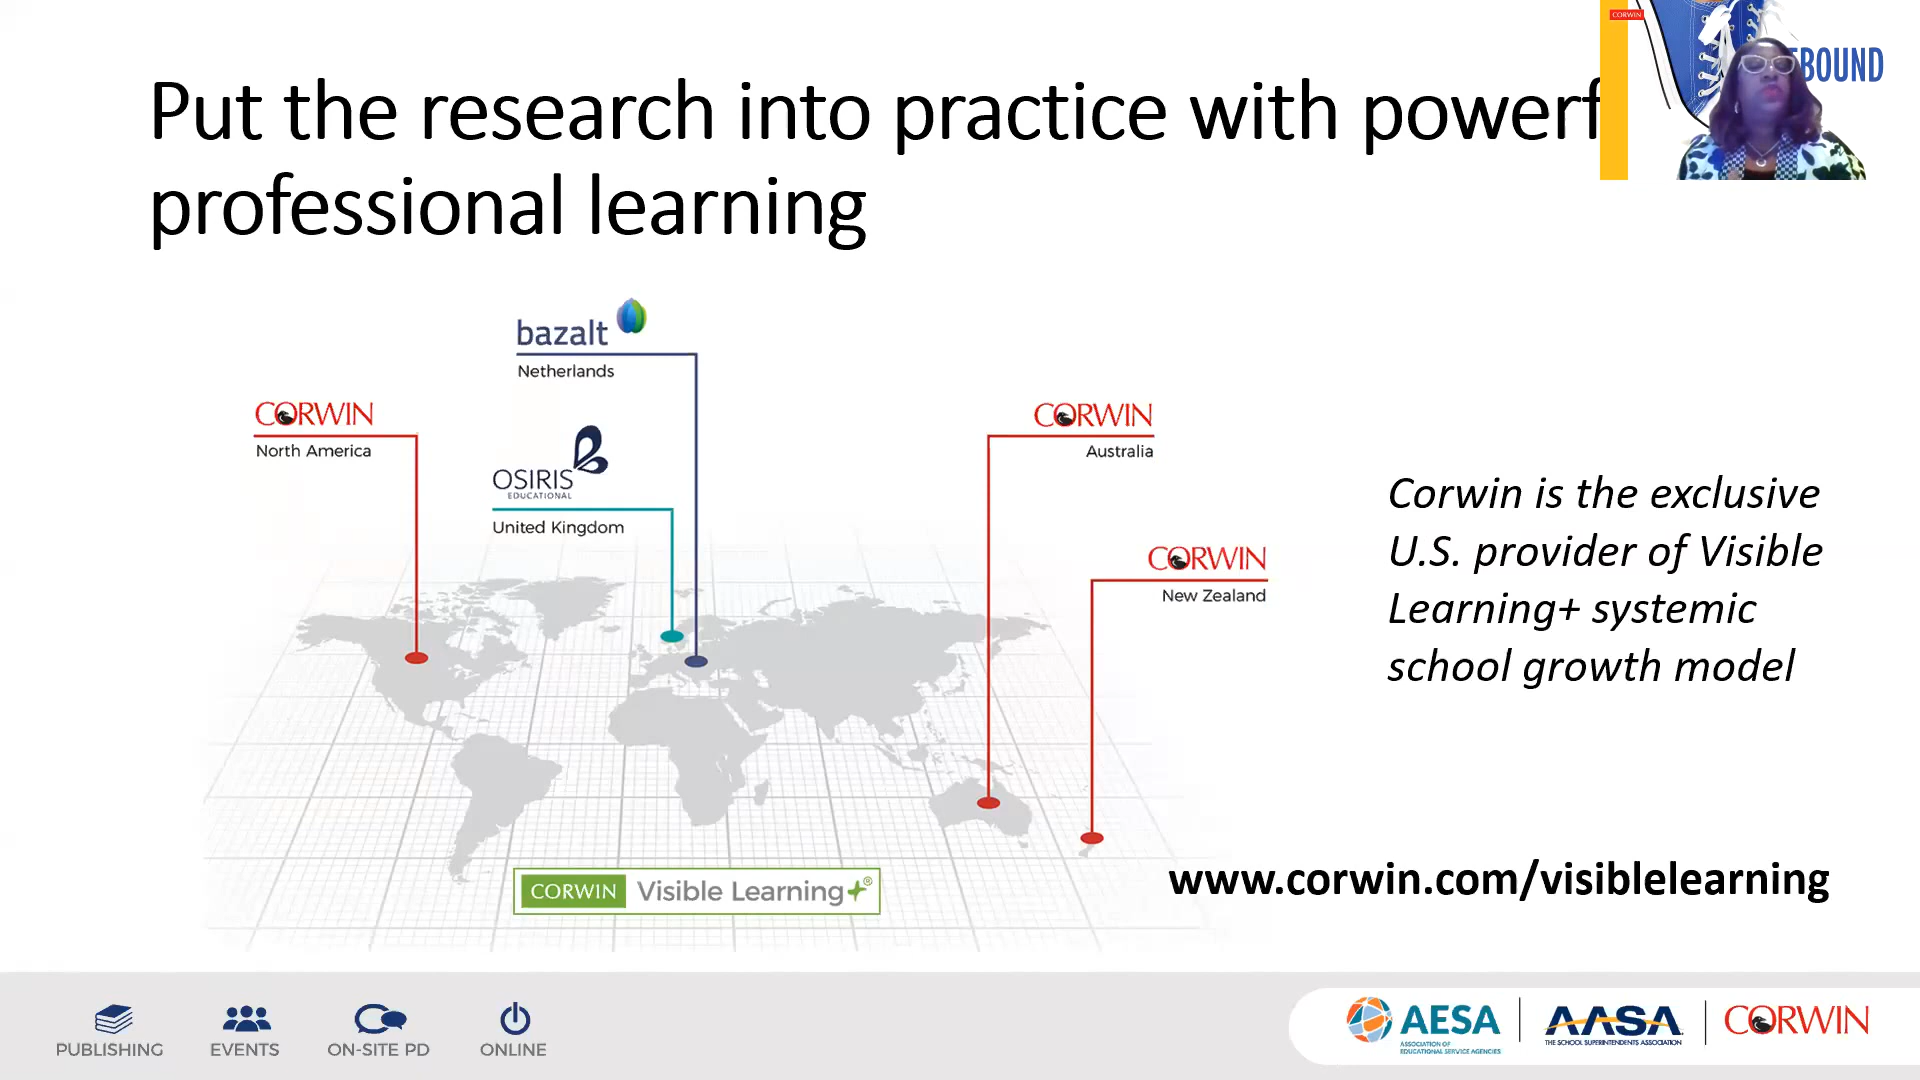 CORWIN
EBOUND
Put the research into practice with powerf
professional learning
bazalt
Netherlands
CORWIN
North America
OSIRIS
EDUCATIONAL
United Kingdom
CORWIN
Australia
CORWIN
New Zealand
Corwin is the exclusive
U.S. provider of Visible
Learning+ systemic
school growth model
CORWIN Visible Learning+®
www.corwin.com/visiblelearning
PUBLISHING
EVENTS
ON-SITE PD
ONLINE
AESA
ASSOCIATION OF
EDUCATIONAL SERVICE AGENCIES
AASA
THE SCHOOL SUPERINTENDENTS ASSOCIATION
CORWIN